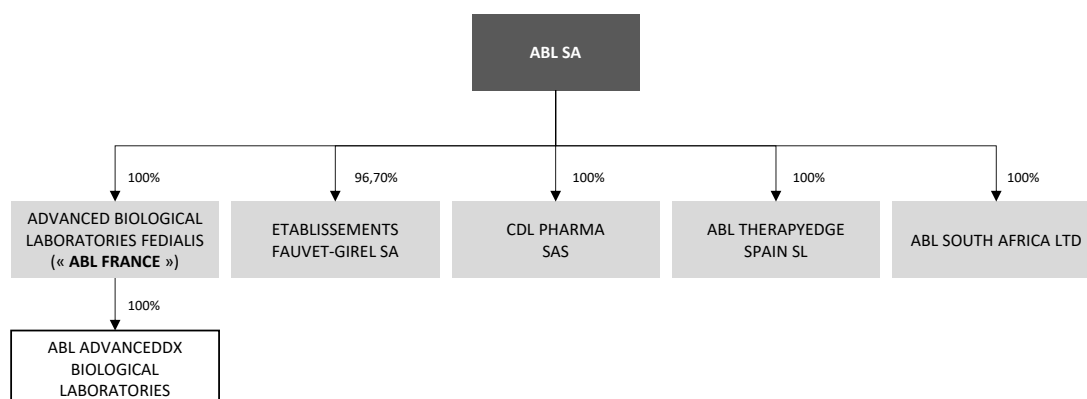 ABL SA
100%
96,70%
100%
100%
100%
ADVANCED BIOLOGICAL
LABORATORIES FEDIALIS
(« ABL FRANCE »)
ETABLISSEMENTS
FAUVET-GIREL SA
CDL PHARMA
SAS
ABL THERAPYEDGE
SPAIN SL
ABL SOUTH AFRICA LTD
100%
ABL ADVANCEDDX
BIOLOGICAL
LABORATORIES